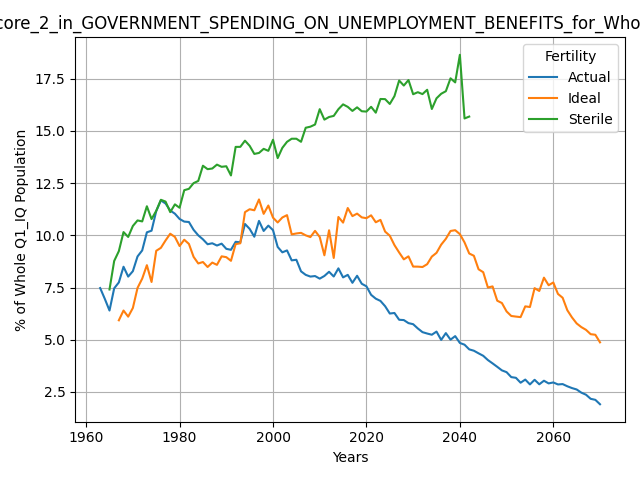 core_2_in_GOVERNMENT_SPENDING_ON_UNEMPLOYMENT_BENEFITS_for_Who
Fertility
Actual
Ideal
Sterile
% of Whole Q1_IQ Population
17.5
15.0
12.5
10.0
7.5
5.0
2.5
1960
1980
2000
2020
2040
2060
Years